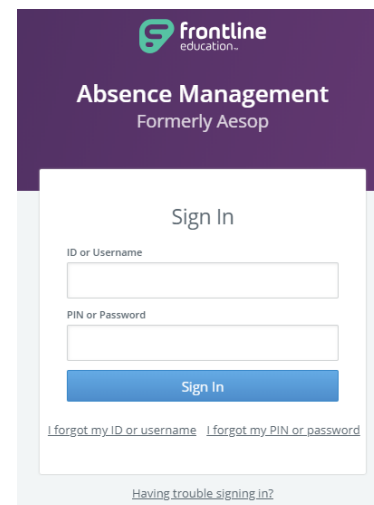 frontline
education™
Absence Management
Formerly Aesop
Sign In
ID or Username
PIN or Password
Sign In
I forgot my ID or username I forgot my PIN or password
Having trouble signing in?